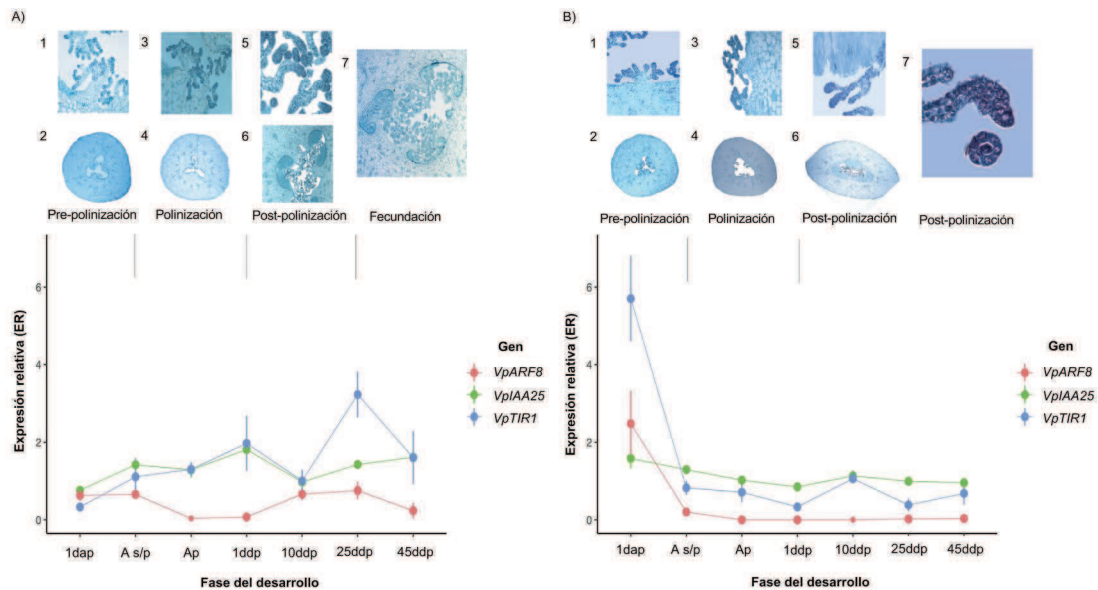 A)
1
3
5
7
2
4
6
Pre-polinización
Polinización
Post-polinización
Fecundación
Expresión relativa (ER)
6
4
2
0
1dap
A s/p
Ap
1ddp
10ddp
25ddp
45ddp
Fase del desarrollo
Gen
VpARF8
VpIAA25
VpTIR1
B)
1
3
5
7
2
4
6
Pre-polinización
Polinización
Post-polinización
Post-polinización
Expresión relativa (ER)
6
4
2
0
1dap
A s/p
Ap
1ddp
10ddp
25ddp
45ddp
Fase del desarrollo
Gen
VpARF8
VpIAA25
VpTIR1